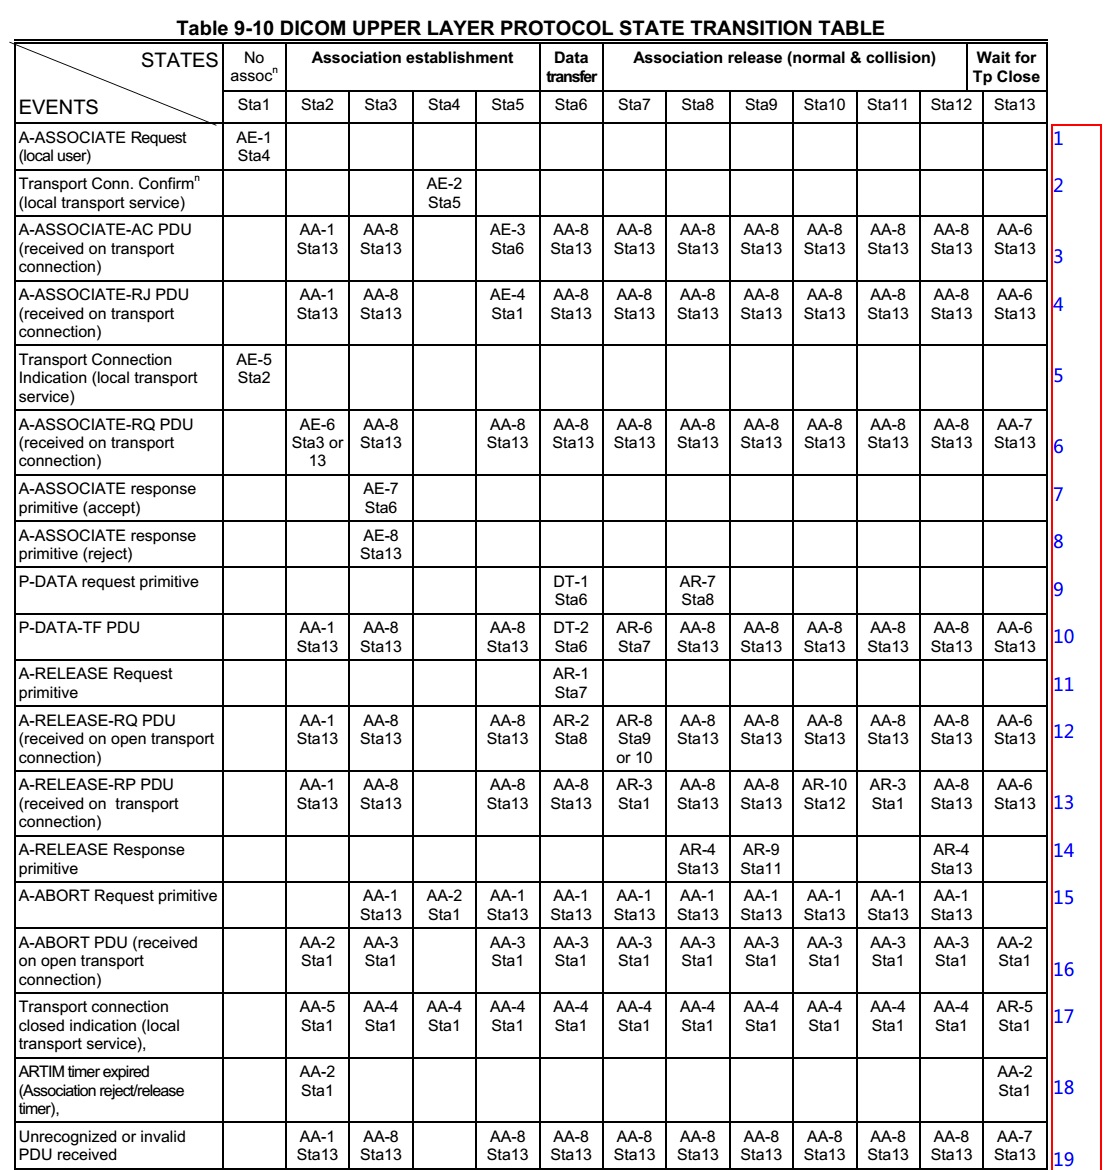 Table 9-10 DICOM UPPER LAYER PROTOCOL STATE TRANSITION TABLE
STATES No assocⁿ Association establishment Data transfer Association release (normal & collision) Wait for Tp Close
EVENTS Sta1 Sta2 Sta3 Sta4 Sta5 Sta6 Sta7 Sta8 Sta9 Sta10 Sta11 Sta12 Sta13
A-ASSOCIATE Request AE-1 1
(local user) Sta4
Transport Conn. Confirmⁿ AE-2 2
(local transport service) Sta5
A-ASSOCIATE-AC PDU AA-1 AA-8 AE-3 AA-8 AA-8 AA-8 AA-8 AA-8 AA-8 AA-8 AA-6
(received on transport Sta13 Sta13 Sta6 Sta13 Sta13 Sta13 Sta13 Sta13 Sta13 Sta13 Sta13 3
connection)
A-ASSOCIATE-RJ PDU AA-1 AA-8 AE-4 AA-8 AA-8 AA-8 AA-8 AA-8 AA-8 AA-8 AA-6
(received on transport Sta13 Sta13 Sta1 Sta13 Sta13 Sta13 Sta13 Sta13 Sta13 Sta13 Sta13 4
connection)
Transport Connection AE-5
Indication (local transport Sta2 5
service)
A-ASSOCIATE-RQ PDU AE-6 AA-8 AA-8 AA-8 AA-8 AA-8 AA-8 AA-8 AA-8 AA-8 AA-7
(received on transport Sta3 or Sta13 Sta13 Sta13 Sta13 Sta13 Sta13 Sta13 Sta13 Sta13 Sta13 6
connection) 13
A-ASSOCIATE response AE-7 7
primitive (accept) Sta6
A-ASSOCIATE response AE-8 8
primitive (reject) Sta13
P-DATA request primitive DT-1 AR-7 9
Sta6 Sta8
P-DATA-TF PDU AA-1 AA-8 AA-8 DT-2 AR-6 AA-8 AA-8 AA-8 AA-8 AA-8 AA-6 10
Sta13 Sta13 Sta13 Sta6 Sta7 Sta13 Sta13 Sta13 Sta13 Sta13 Sta13
A-RELEASE Request AR-1 11
primitive Sta7
A-RELEASE-RQ PDU AA-1 AA-8 AA-8 AR-2 AR-8 AA-8 AA-8 AA-8 AA-8 AA-8 AA-6
(received on open transport Sta13 Sta13 Sta13 Sta8 Sta9 Sta13 Sta13 Sta13 Sta13 Sta13 Sta13 12
connection) or 10
A-RELEASE-RP PDU AA-1 AA-8 AA-8 AA-8 AR-3 AA-8 AA-8 AR-10 AR-3 AA-8 AA-6
(received on transport Sta13 Sta13 Sta13 Sta13 Sta1 Sta13 Sta13 Sta12 Sta1 Sta13 Sta13 13
connection)
A-RELEASE Response AR-4 AR-9 AR-4 14
primitive Sta13 Sta11 Sta13
A-ABORT Request primitive AA-1 AA-2 AA-1 AA-1 AA-1 AA-1 AA-1 AA-1 AA-1 AA-1 15
Sta13 Sta1 Sta13 Sta13 Sta13 Sta13 Sta13 Sta13 Sta13 Sta13
A-ABORT PDU (received AA-2 AA-3 AA-3 AA-3 AA-3 AA-3 AA-3 AA-3 AA-3 AA-3 AA-2
on open transport Sta1 Sta1 Sta1 Sta1 Sta1 Sta1 Sta1 Sta1 Sta1 Sta1 Sta1 16
connection)
Transport connection AA-5 AA-4 AA-4 AA-4 AA-4 AA-4 AA-4 AA-4 AA-4 AA-4 AA-4 AR-5
closed indication (local Sta1 Sta1 Sta1 Sta1 Sta1 Sta1 Sta1 Sta1 Sta1 Sta1 Sta1 Sta1 17
transport service),
ARTIM timer expired AA-2 AA-2
(Association reject/release Sta1 Sta1 18
timer),
Unrecognized or invalid AA-1 AA-8 AA-8 AA-8 AA-8 AA-8 AA-8 AA-8 AA-8 AA-8 AA-7
PDU received Sta13 Sta13 Sta13 Sta13 Sta13 Sta13 Sta13 Sta13 Sta13 Sta13 Sta13 19